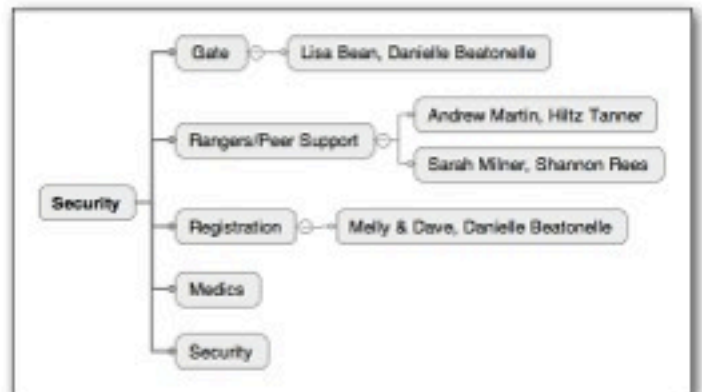 Gate
Lisa Bean, Danielle Beatonelle
Andrew Martin, Hiltz Tanner
Rangers/Peer Support
Sarah Milner, Shannon Rees
Security
Registration
Melly & Dave, Danielle Beatonelle
Medics
Security